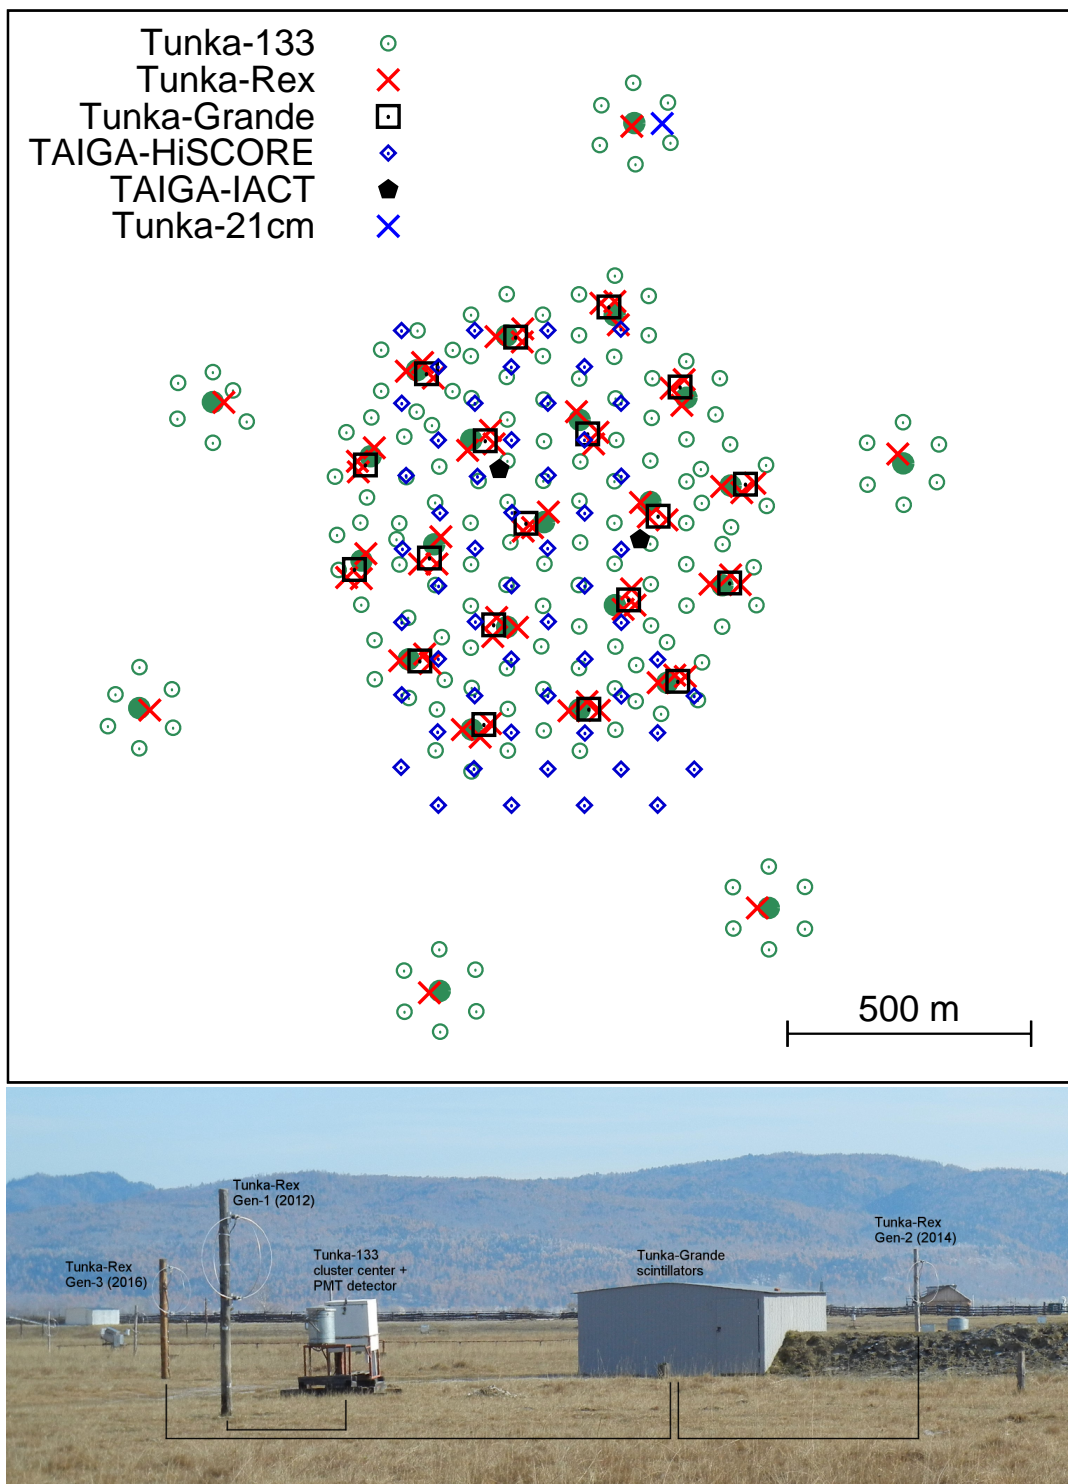 Tunka-133
Tunka-Rex
Tunka-Grande
TAIGA-HiSCORE
TAIGA-IACT
Tunka-21cm
500 m
Tunka-Rex
Gen-1 (2012)
Tunka-Rex
Gen-3 (2016)
Tunka-133
cluster center +
PMT detector
Tunka-Grande
scintillators
Tunka-Rex
Gen-2 (2014)